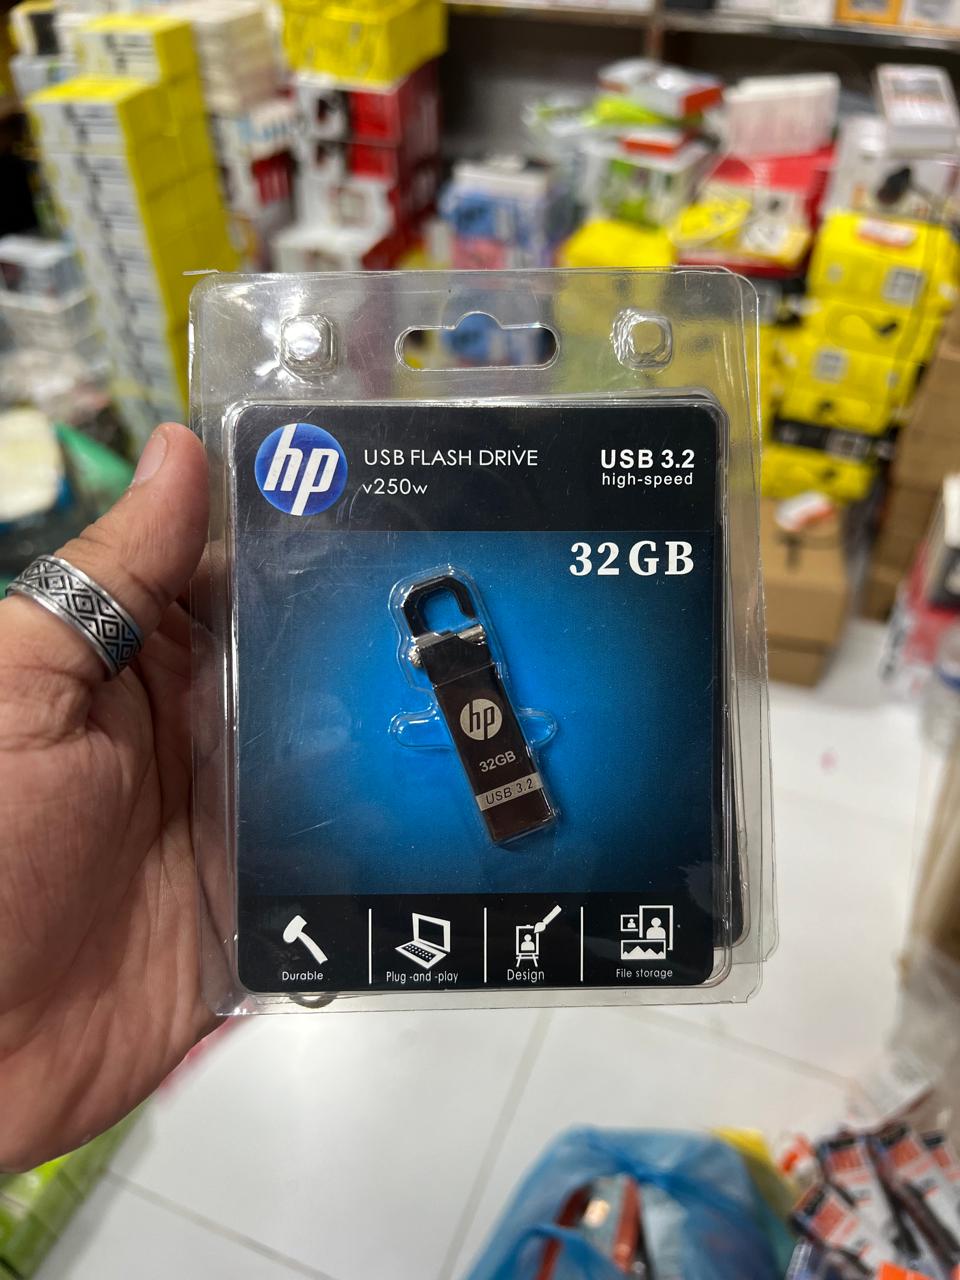 hp
USB FLASH DRIVE
v250w
USB 3.2
high-speed
32GB
hp
32GB
USB 3.2
Durable
Plug-and-play
Design
File storage